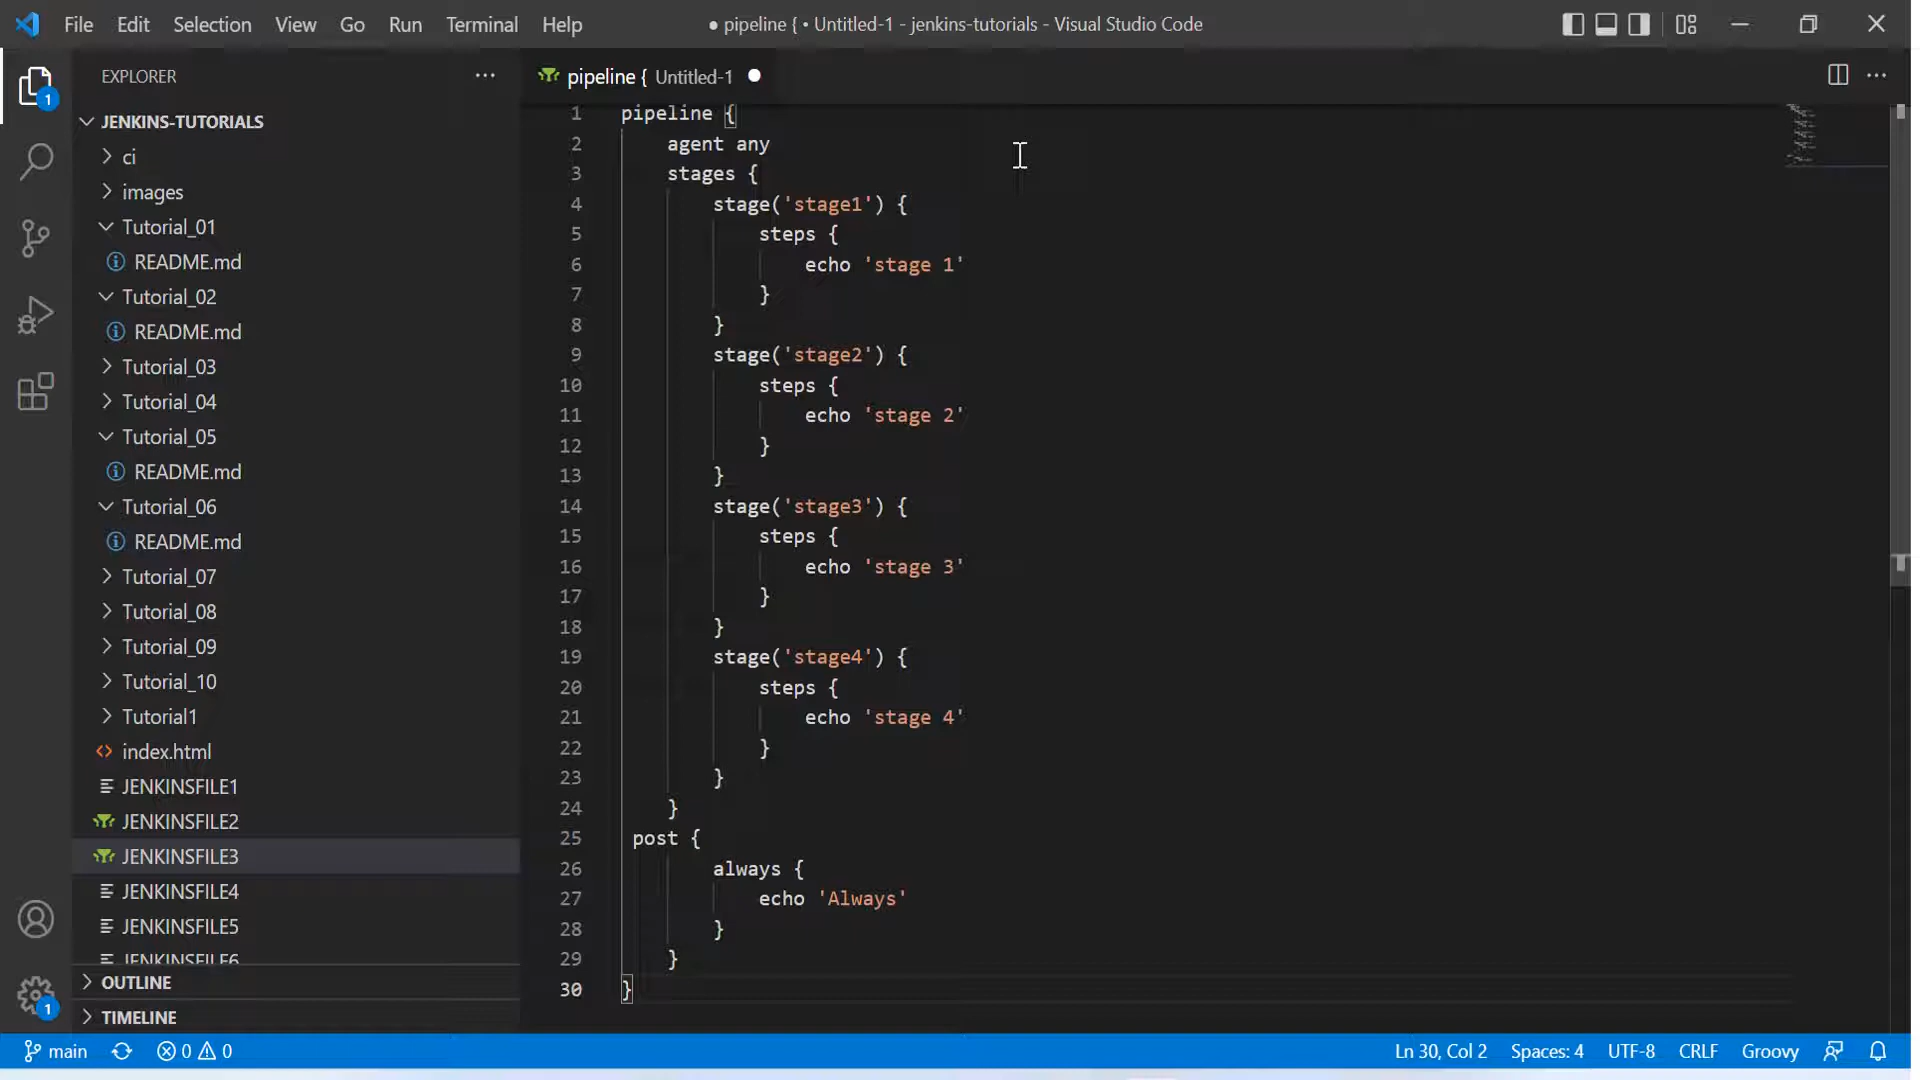 File Edit Selection View Go Run Terminal Help
● pipeline { • Untitled-1 - jenkins-tutorials - Visual Studio Code
EXPLORER
JENKINS-TUTORIALS
ci
images
Tutorial_01
README.md
Tutorial_02
README.md
Tutorial_03
Tutorial_04
Tutorial_05
README.md
Tutorial_06
README.md
Tutorial_07
Tutorial_08
Tutorial_09
Tutorial_10
Tutorial1
index.html
JENKINSFILE1
JENKINSFILE2
JENKINSFILE3
JENKINSFILE4
JENKINSFILE5
JENKINSFILE6
OUTLINE
TIMELINE
1
1
pipeline { Untitled-1
1 pipeline {
2 agent any
3 stages {
4 stage('stage1') {
5 steps {
6 echo 'stage 1'
7 }
8 }
9 stage('stage2') {
10 steps {
11 echo 'stage 2'
12 }
13 }
14 stage('stage3') {
15 steps {
16 echo 'stage 3'
17 }
18 }
19 stage('stage4') {
20 steps {
21 echo 'stage 4'
22 }
23 }
24 }
25 post {
26 always {
27 echo 'Always'
28 }
29 }
30 }
main 0 0 Ln 30, Col 2 Spaces: 4 UTF-8 CRLF Groovy